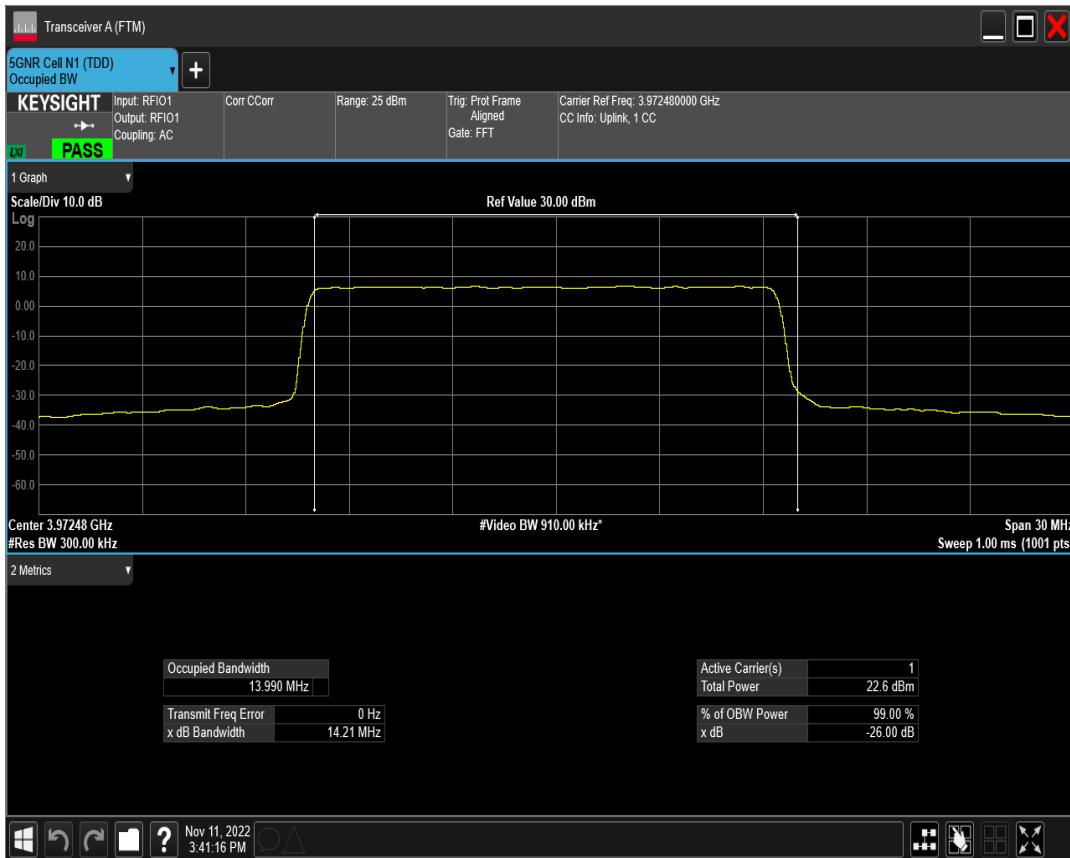 Transceiver A (FTM)
5GNR Cell N1 (TDD)
Occupied BW
+
KEYSIGHT
LXI
PASS
Input: RFIO1
Output: RFIO1
Coupling: AC
Corr CCorr
Range: 25 dBm
Trig: Prot Frame
Aligned
Gate: FFT
Carrier Ref Freq: 3.972480000 GHz
CC Info: Uplink, 1 CC
1 Graph
Scale/Div 10.0 dB
Ref Value 30.00 dBm
Log
20.0
10.0
0.00
-10.0
-20.0
-30.0
-40.0
-50.0
-60.0
Center 3.97248 GHz
#Video BW 910.00 kHz*
Span 30 MHz
#Res BW 300.00 kHz
Sweep 1.00 ms (1001 pts
2 Metrics
Occupied Bandwidth
13.990 MHz
Transmit Freq Error 0 Hz
x dB Bandwidth 14.21 MHz
Active Carrier(s) 1
Total Power 22.6 dBm
% of OBW Power 99.00 %
x dB -26.00 dB
?
Nov 11, 2022
3:41:16 PM